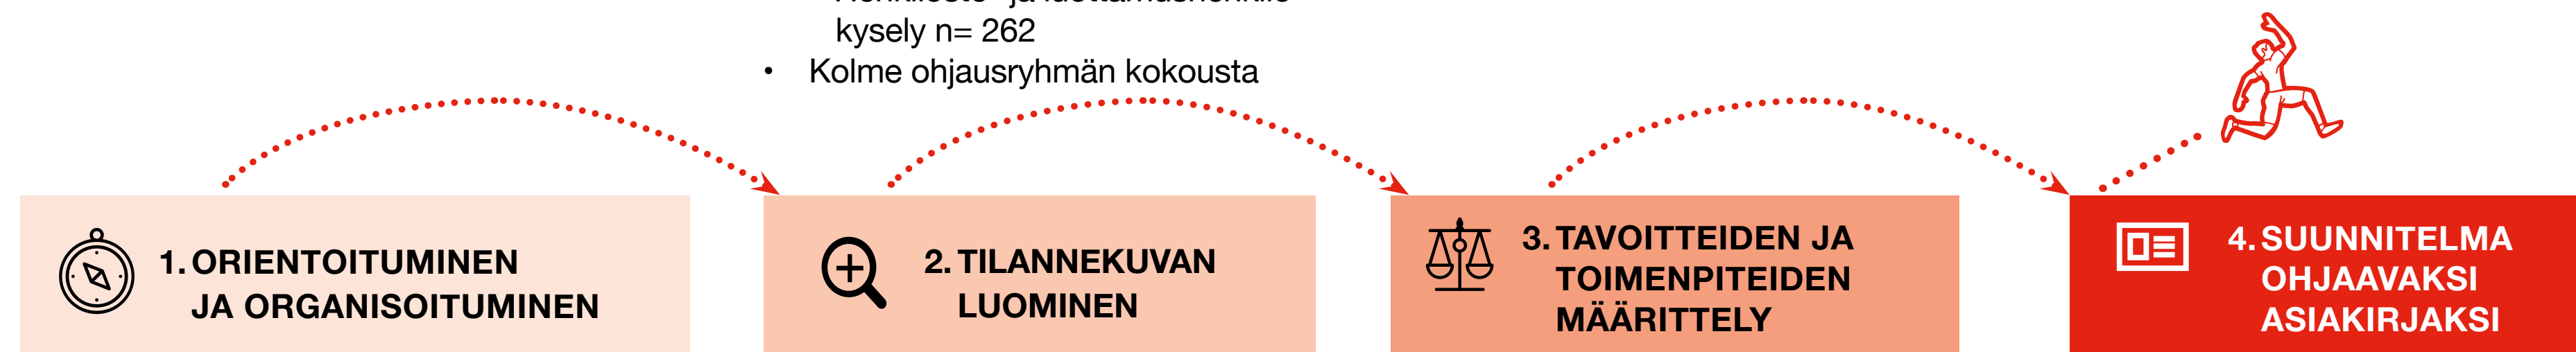 kysely n= 262
• Kolme ohjausryhmän kokousta
1. ORIENTOITUMINEN
JA ORGANISOITUMINEN
2. TILANNEKUVAN
LUOMINEN
3. TAVOITTEIDEN JA
TOIMENPITEIDEN
MÄÄRITTELY
4. SUUNNITELMA
OHJAAVAKSI
ASIAKIRJAKSI